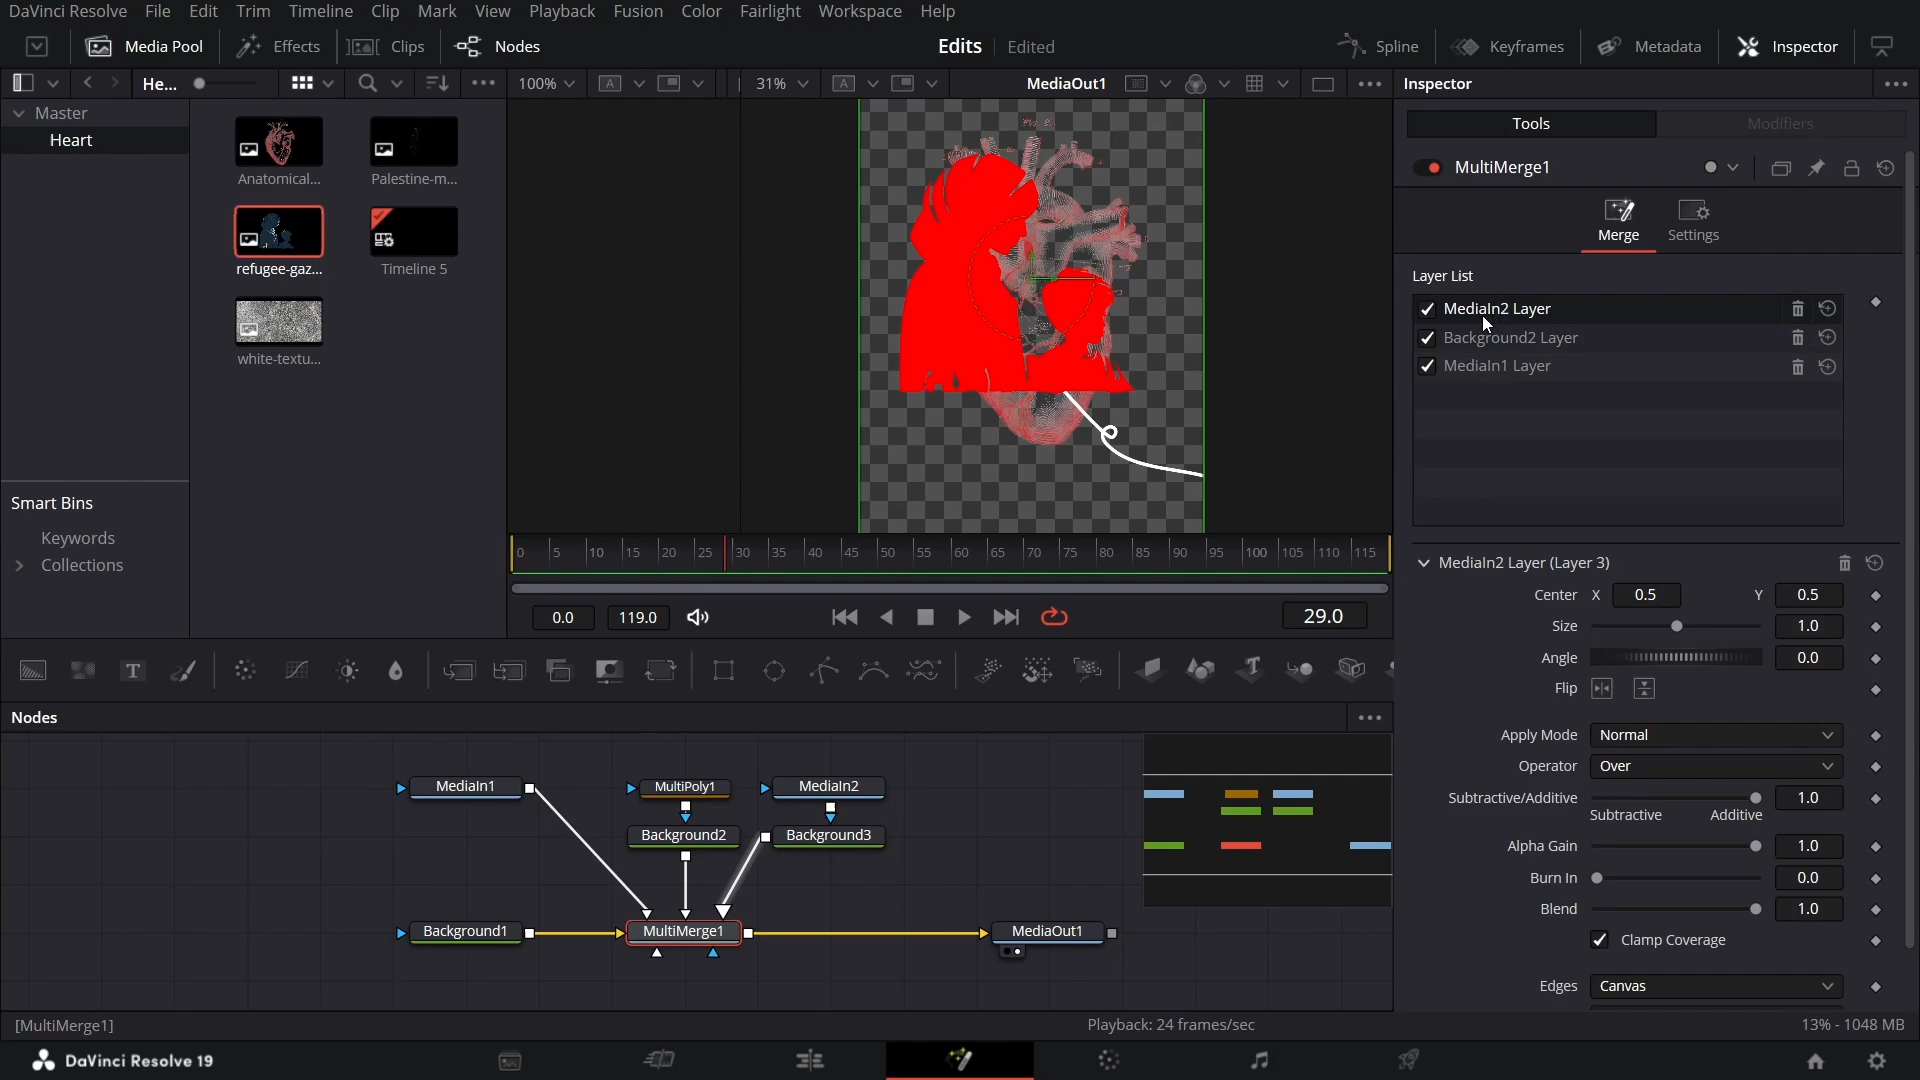 DaVinci Resolve File Edit Trim Timeline Clip Mark View Playback Fusion Color Fairlight Workspace Help
Media Pool Effects Clips Nodes Edits Edited Spline Keyframes Metadata Inspector
He... 100% A 31% A MediaOut1 Inspector
Master
Heart
Anatomical...
Palestine-m...
refugee-gaz...
Timeline 5
white-textu...
Smart Bins
Keywords
Collections
0 5 10 15 20 25 30 35 40 45 50 55 60 65 70 75 80 85 90 95 100 105 110 115
0.0 119.0 29.0
Tools Modifiers
MultiMerge1
Merge Settings
Layer List
MediaIn2 Layer
Background2 Layer
MediaIn1 Layer
MediaIn2 Layer (Layer 3)
Center X 0.5 Y 0.5
Size 1.0
Angle 0.0
Flip
Apply Mode Normal
Operator Over
Subtractive/Additive 1.0
Subtractive Additive
Alpha Gain 1.0
Burn In 0.0
Blend 1.0
Clamp Coverage
Edges Canvas
T
T
Nodes
MediaIn1 MultiPoly1 MediaIn2
Background2 Background3
Background1 MultiMerge1 MediaOut1
[MultiMerge1] Playback: 24 frames/sec 13% - 1048 MB
DaVinci Resolve 19